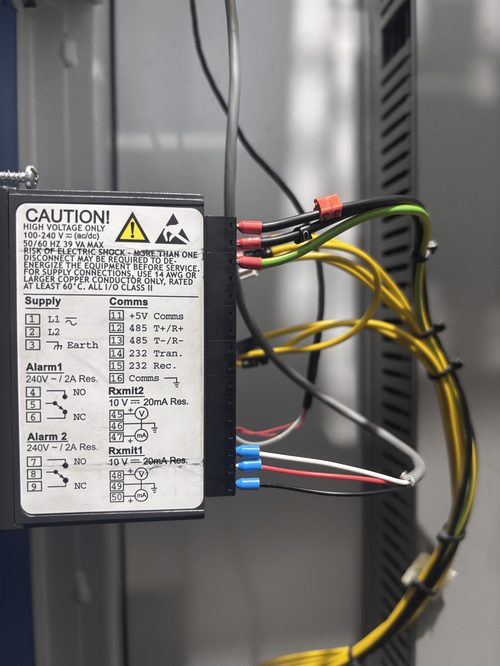 CAUTION!
HIGH VOLTAGE ONLY
100-240 V ⎓ (ac/dc)
50/60 HZ 39 VA MAX
RISK OF ELECTRIC SHOCK - MORE THAN ONE
DISCONNECT MAY BE REQUIRED TO DE-
ENERGIZE THE EQUIPMENT BEFORE SERVICE.
FOR SUPPLY CONNECTIONS, USE 14 AWG OR
LARGER COPPER CONDUCTOR ONLY, RATED
AT LEAST 60°C. ALL I/O CLASS II
Supply
1 L1
2 L2
3 Earth
Alarm1
240V ~ / 2A Res.
4 NO
5
6 NC
Alarm 2
240V ~ / 2A Res.
7 NO
8
9 NC
Comms
11 +5V Comms
12 485 T+/R+
13 485 T-/R-
14 232 Tran.
15 232 Rec.
16 Comms
Rxmit2
10 V ⎓ 20mA Res.
45 + V
46
47 + mA
Rxmit1
10 V ⎓ 20mA Res.
48 + V
49
50 + mA